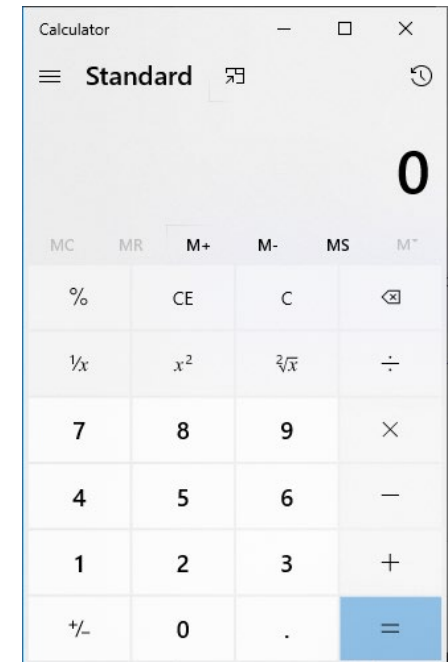 Calculator
Standard
0
MC MR M+ M- MS M˅
% CE C
¹/x x² ²√x ÷
7 8 9 ×
4 5 6 −
1 2 3 +
+/− 0 . =